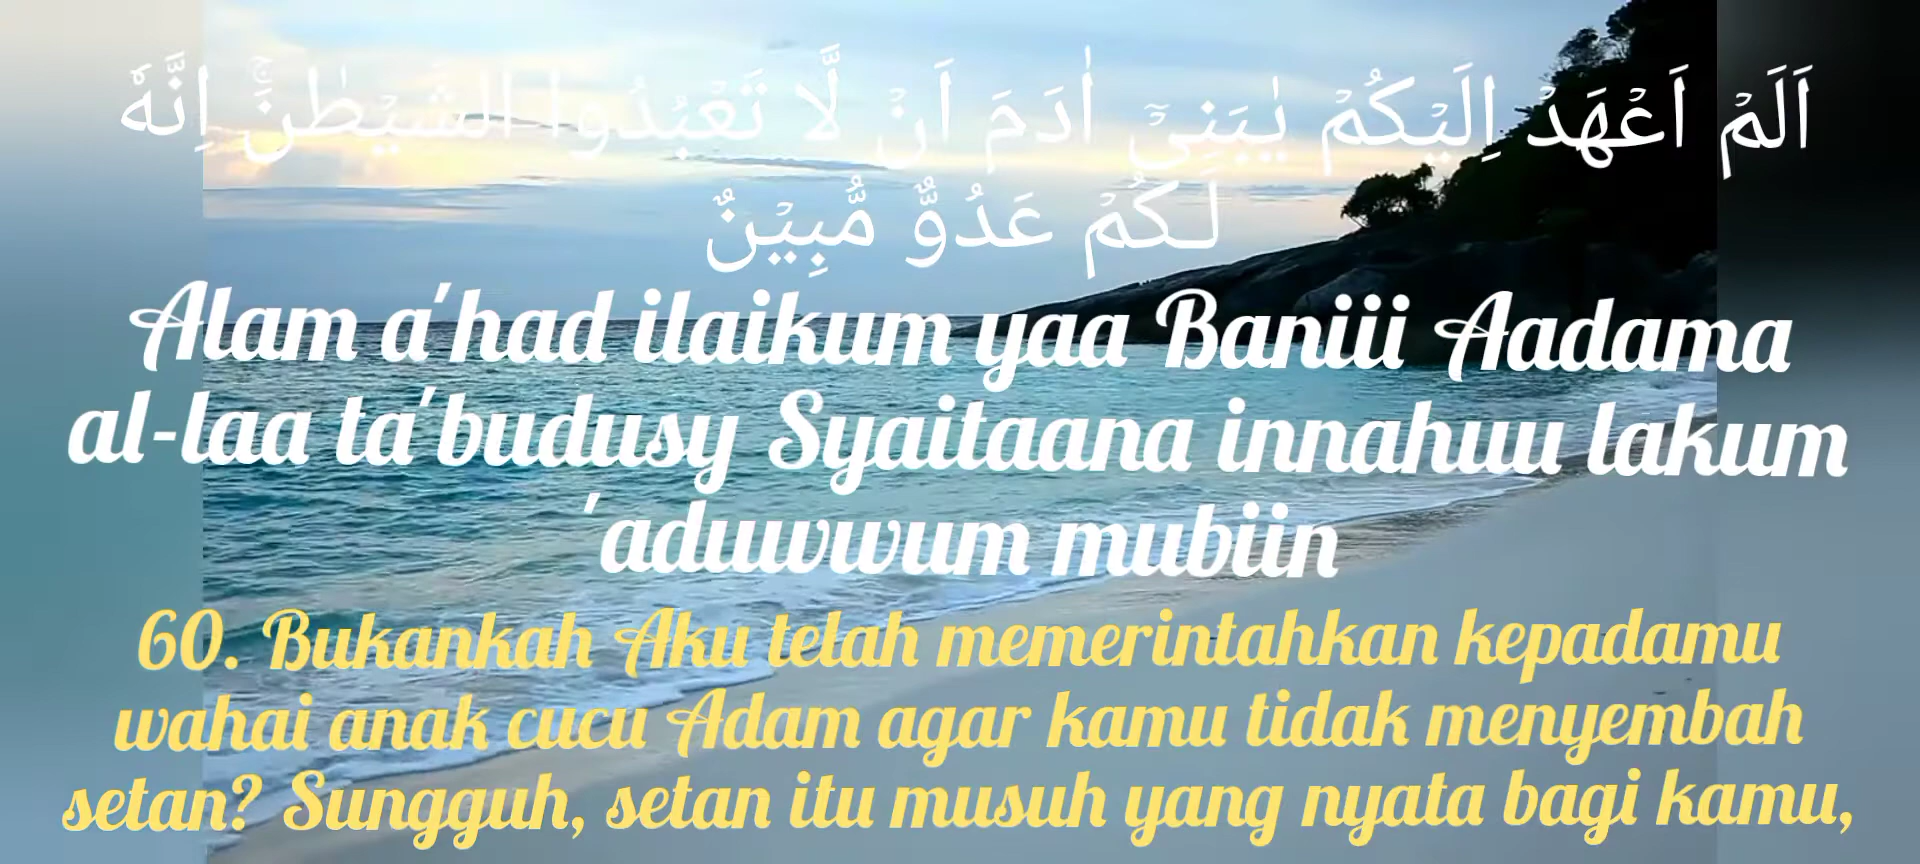 اَلَمْ اَعْهَدْ اِلَيْكُمْ يٰبَنِيْٓ اٰدَمَ اَنْ لَّا تَعْبُدُوا الشَّيْطٰنَۚ اِنَّهٗ
لَـكُمْ عَدُوٌّ مُّبِيْنٌ
Alam a'had ilaikum yaa Baniii Aadama
al-laa ta'budusy Syaitaana innahuu lakum
'aduwwum mubiin
60. Bukankah Aku telah memerintahkan kepadamu
wahai anak cucu Adam agar kamu tidak menyembah
setan? Sungguh, setan itu musuh yang nyata bagi kamu,